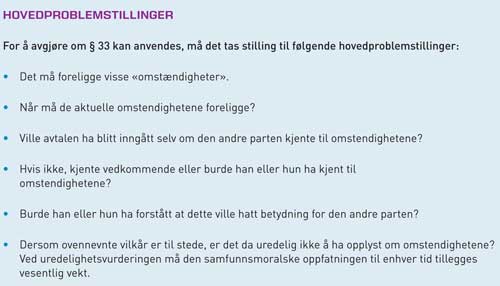 HOVEDPROBLEMSTILLINGER
For å avgjøre om § 33 kan anvendes, må det tas stilling til følgende hovedproblemstillinger:
• Det må foreligge visse «omstændigheter».
• Når må de aktuelle omstendighetene foreligge?
• Ville avtalen ha blitt inngått selv om den andre parten kjente til omstendighetene?
• Hvis ikke, kjente vedkommende eller burde han eller hun ha kjent til
omstendighetene?
• Burde han eller hun ha forstått at dette ville hatt betydning for den andre parten?
• Dersom ovennevnte vilkår er til stede, er det da uredelig ikke å ha opplyst om omstendighetene?
Ved uredelighetsvurderingen må den samfunnsmoralske oppfatningen til enhver tid tillegges
vesentlig vekt.